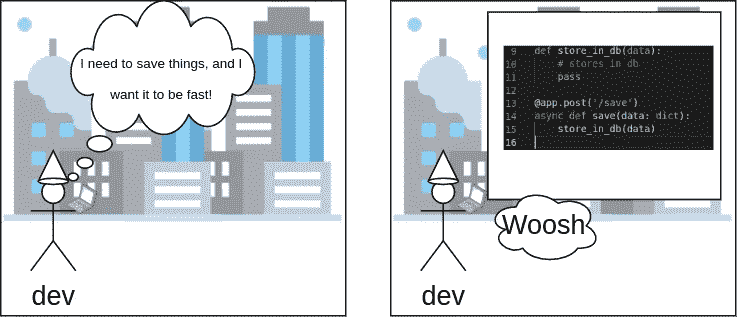 I need to save things, and I
want it to be fast!
dev
9 def store_in_db(data):
10 # stores in db
11 pass
12
13 @app.post('/save')
14 async def save(data: dict):
15 store_in_db(data)
16
Woosh
dev